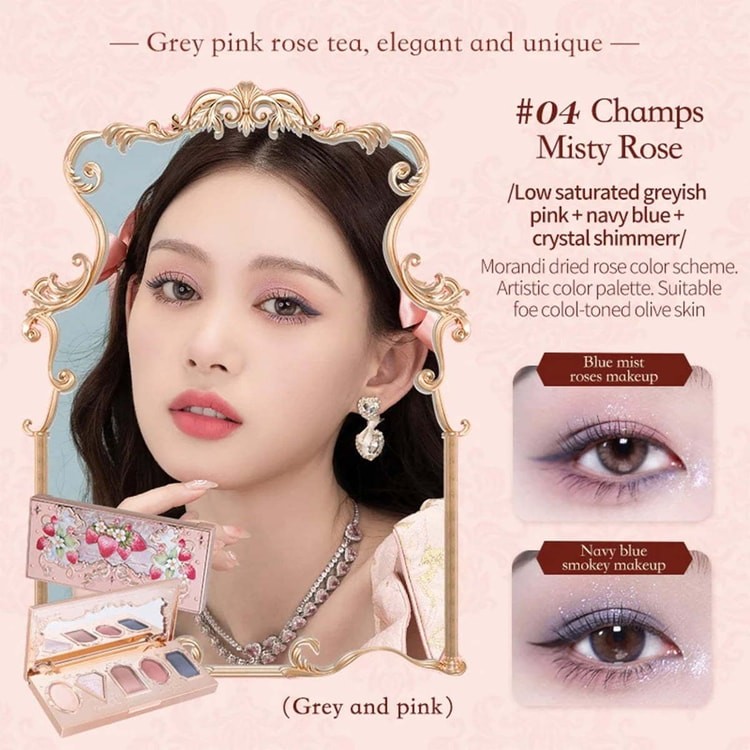 Grey pink rose tea, elegant and unique
#04 Champs
Misty Rose
/Low saturated greyish
pink + navy blue +
crystal shimmerr/
Morandi dried rose color scheme.
Artistic color palette. Suitable
foe colol-toned olive skin
Blue mist
roses makeup
Navy blue
smokey makeup
(Grey and pink)